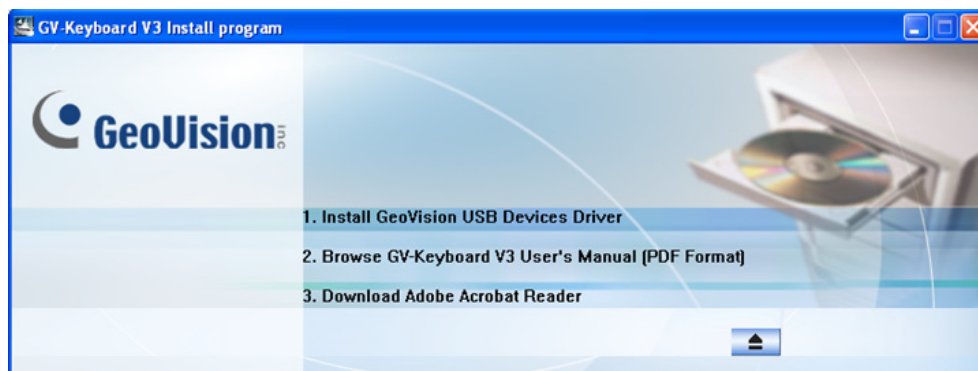 GV-Keyboard V3 Install program
GeoVision inc
1. Install GeoVision USB Devices Driver
2. Browse GV-Keyboard V3 User's Manual (PDF Format)
3. Download Adobe Acrobat Reader